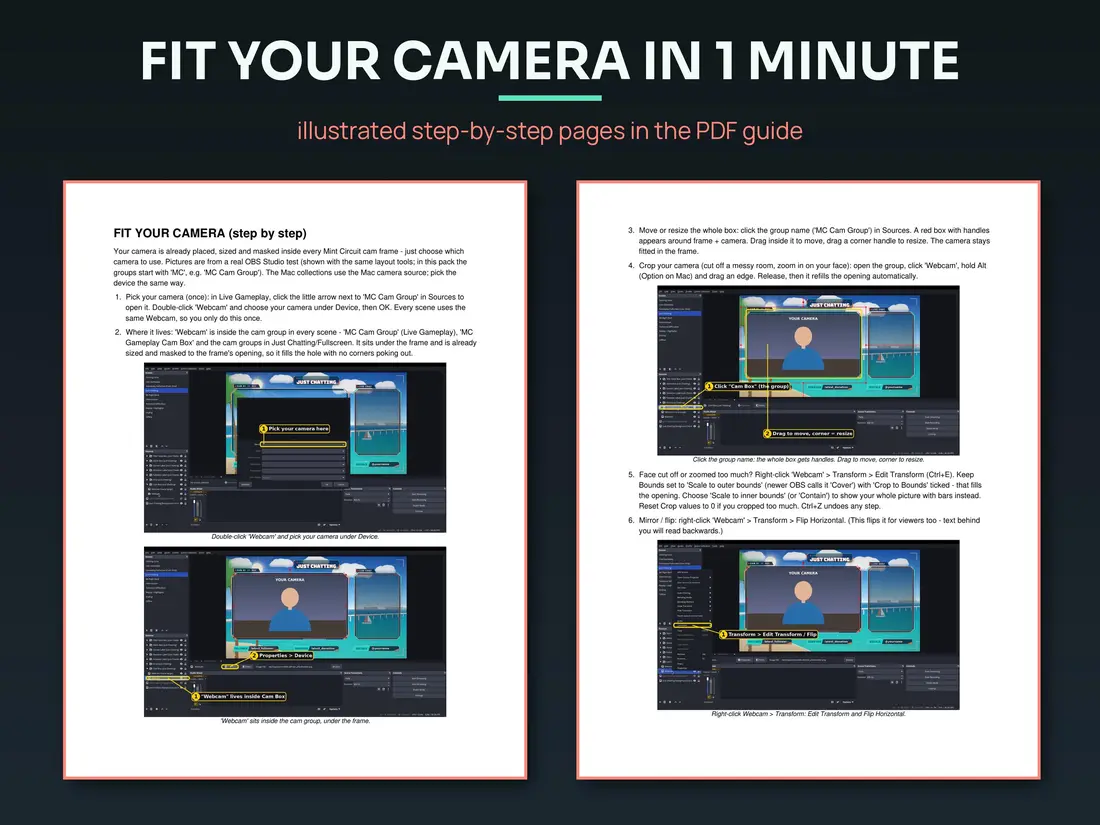 FIT YOUR CAMERA IN 1 MINUTE
illustrated step-by-step pages in the PDF guide
FIT YOUR CAMERA (step by step)
Your camera is already placed, sized and masked inside every Mint Circuit cam frame - just choose which
camera to use. Pictures are from a real OBS Studio test (shown with the same layout tools; in this pack the
groups start with 'MC', e.g. 'MC Cam Group'). The Mac collections use the Mac camera source; pick the
device the same way.
1. Pick your camera (once): in Live Gameplay, click the little arrow next to 'MC Cam Group' in Sources to
open it. Double-click 'Webcam' and choose your camera under Device, then OK. Every scene uses the
same Webcam, so you only do this once.
2. Where it lives: 'Webcam' is inside the cam group in every scene - 'MC Cam Group' (Live Gameplay), 'MC
Gameplay Cam Box' and the cam groups in Just Chatting/Fullscreen. It sits under the frame and is already
sized and masked to the frame's opening, so it fills the hole with no corners poking out.
JUST CHATTING
1 Pick your camera here
Double-click 'Webcam' and pick your camera under Device.
JUST CHATTING
YOUR CAMERA
2 Properties > Device
1 "Webcam" lives inside Cam Box
'Webcam' sits inside the cam group, under the frame.
3. Move or resize the whole box: click the group name ('MC Cam Group') in Sources. A red box with handles
appears around frame + camera. Drag inside it to move, drag a corner handle to resize. The camera stays
fitted in the frame.
4. Crop your camera (cut off a messy room, zoom in on your face): open the group, click 'Webcam', hold Alt
(Option on Mac) and drag an edge. Release, then it refills the opening automatically.
JUST CHATTING
YOUR CAMERA
1 Click "Cam Box" (the group)
2 Drag to move, corner = resize
Click the group name: the whole box gets handles. Drag to move, corner to resize.
5. Face cut off or zoomed too much? Right-click 'Webcam' > Transform > Edit Transform (Ctrl+E). Keep
Bounds set to 'Scale to outer bounds' (newer OBS calls it 'Cover') with 'Crop to Bounds' ticked - that fills
the opening. Choose 'Scale to inner bounds' (or 'Contain') to show your whole picture with bars instead.
Reset Crop values to 0 if you cropped too much. Ctrl+Z undoes any step.
6. Mirror / flip: right-click 'Webcam' > Transform > Flip Horizontal. (This flips it for viewers too - text behind
you will read backwards.)
JUST CHATTING
YOUR CAMERA
1 Transform > Edit Transform / Flip
Right-click Webcam > Transform: Edit Transform and Flip Horizontal.